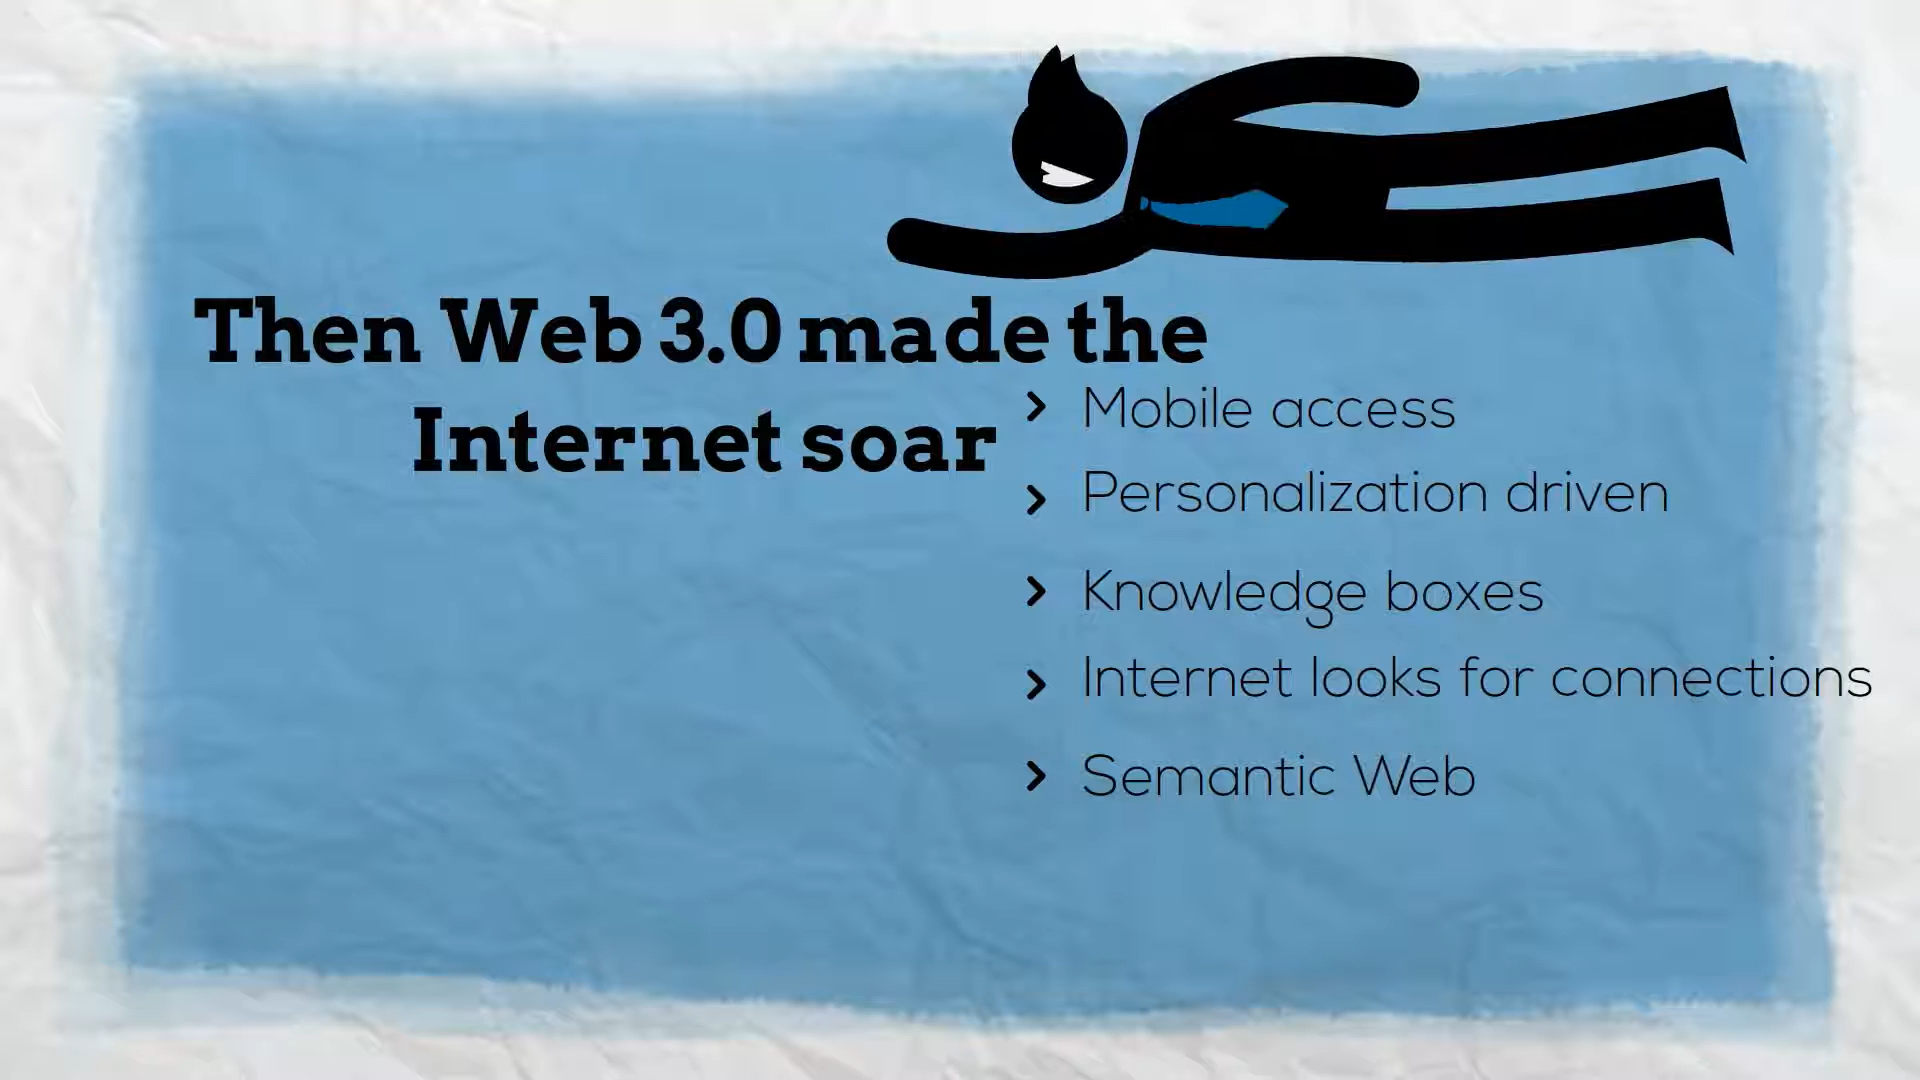 Then Web 3.0 made the
Internet soar
Mobile access
Personalization driven
Knowledge boxes
Internet looks for connections
Semantic Web